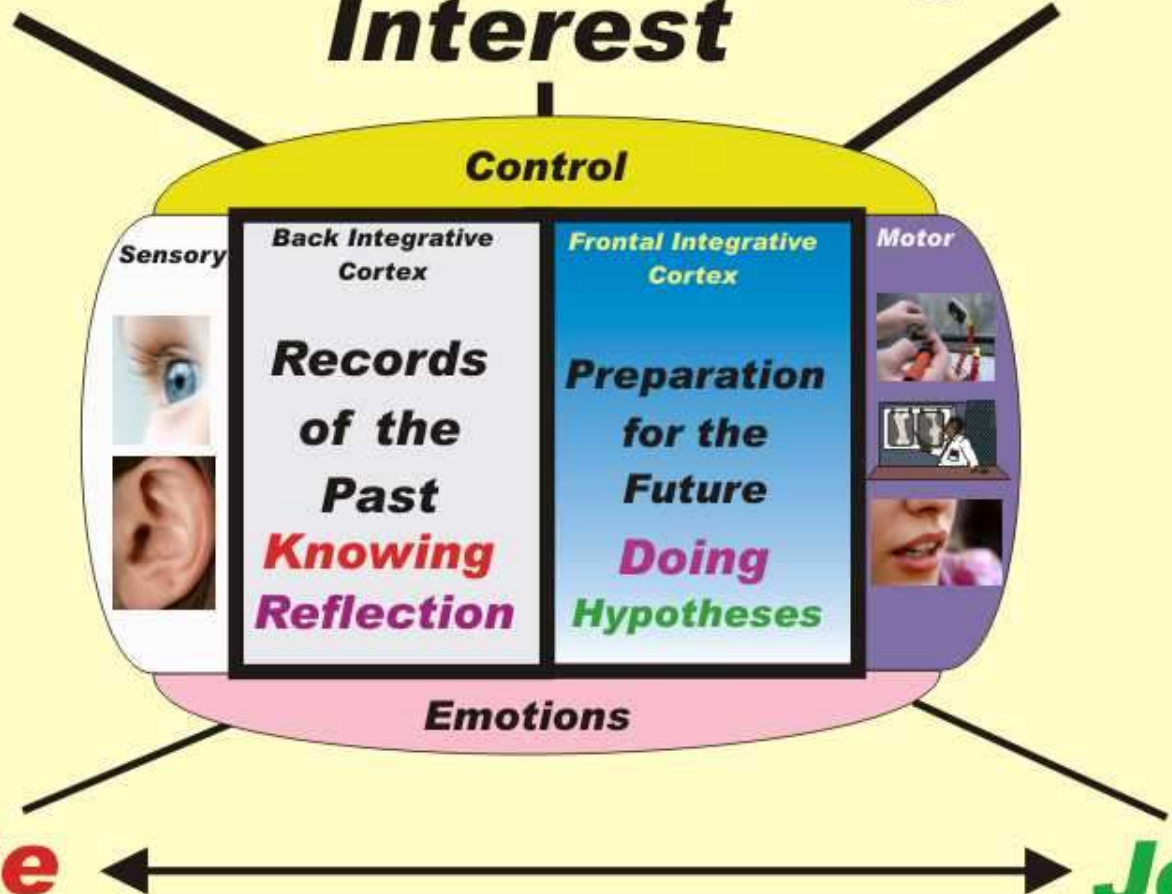 Interest
Control
Sensory
Back Integrative
Cortex
Records
of the
Past
Knowing
Reflection
Frontal Integrative
Cortex
Preparation
for the
Future
Doing
Hypotheses
Motor
Emotions